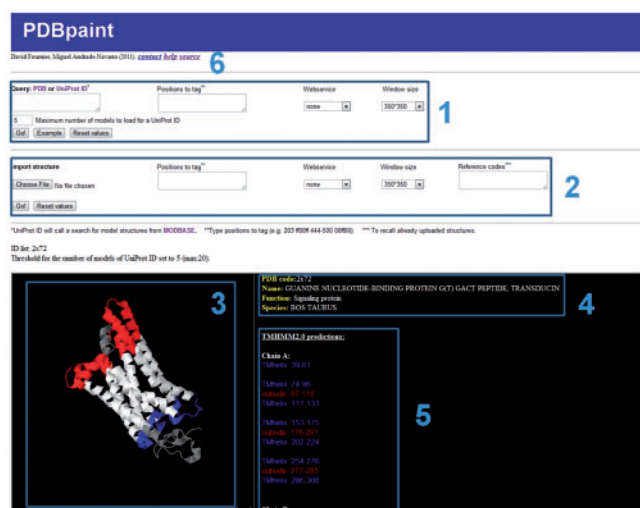 PDBpaint
David Fournier, Miguel Andrade-Navarro (2011). contact help source
6
Query: PDB or UniProt ID* Positions to tag** Webservice Window size
none 350*350
1
5 Maximum number of models to load for a UniProt ID
Go! Example Reset values
Import structure Positions to tag** Webservice Window size Reference codes***
Choose File No file chosen none 350*350
2
Go! Reset values
*UniProt ID will call a search for model structures from MODBASE. **Type positions to tag (e.g. 203 ff00ff 444-500 00ff80). *** To recall already uploaded structures.
ID list: 2x72
Threshold for the number of models of UniProt ID set to 5 (max:20).
3
PDB code:2x72
Name: GUANINE NUCLEOTIDE-BINDING PROTEIN G(T) GACT PEPTIDE, TRANSDUCIN
Function: Signaling protein
Species: BOS TAURUS
4
TMHMM2.0 predictions:
Chain A:
TMhelix 39-61
TMhelix 74-96
outside 97-110
TMhelix 111-133
TMhelix 153-175
outside 176-201
TMhelix 202-224
5
TMhelix 254-276
outside 277-285
TMhelix 286-308